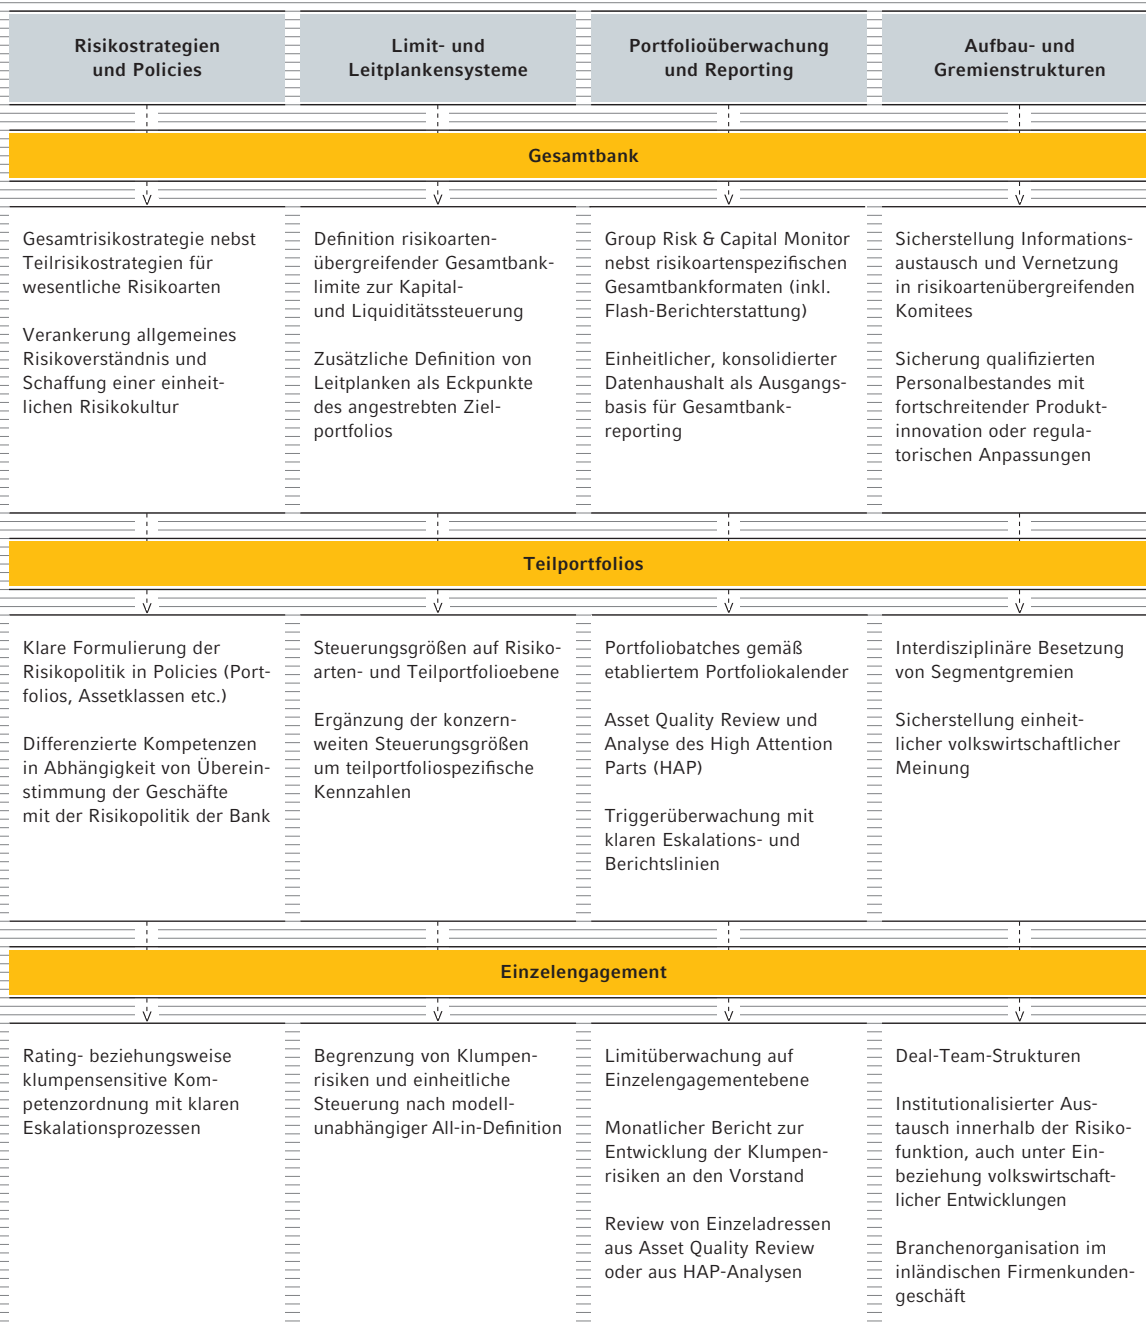 Risikostrategien
und Policies
Limit- und
Leitplankensysteme
Portfolioüberwachung
und Reporting
Aufbau- und
Gremienstrukturen
Gesamtbank
Gesamtrisikostrategie nebst
Teilrisikostrategien für
wesentliche Risikoarten
Verankerung allgemeines
Risikoverständnis und
Schaffung einer einheit-
lichen Risikokultur
Definition risikoarten-
übergreifender Gesamtbank-
limite zur Kapital-
und Liquiditätssteuerung
Zusätzliche Definition von
Leitplanken als Eckpunkte
des angestrebten Ziel-
portfolios
Group Risk & Capital Monitor
nebst risikoartenspezifischen
Gesamtbankformaten (inkl.
Flash-Berichterstattung)
Einheitlicher, konsolidierter
Datenhaushalt als Ausgangs-
basis für Gesamtbank-
reporting
Sicherstellung Informations-
austausch und Vernetzung
in risikoartenübergreifenden
Komitees
Sicherung qualifizierten
Personalbestandes mit
fortschreitender Produkt-
innovation oder regula-
torischen Anpassungen
Teilportfolios
Klare Formulierung der
Risikopolitik in Policies (Port-
folios, Assetklassen etc.)
Differenzierte Kompetenzen
in Abhängigkeit von Überein-
stimmung der Geschäfte
mit der Risikopolitik der Bank
Steuerungsgrößen auf Risiko-
arten- und Teilportfolioebene
Ergänzung der konzern-
weiten Steuerungsgrößen
um teilportfoliospezifische
Kennzahlen
Portfoliobatches gemäß
etabliertem Portfoliokalender
Asset Quality Review und
Analyse des High Attention
Parts (HAP)
Triggerüberwachung mit
klaren Eskalations- und
Berichtslinien
Interdisziplinäre Besetzung
von Segmentgremien
Sicherstellung einheit-
licher volkswirtschaftlicher
Meinung
Einzelengagement
Rating- beziehungsweise
klumpensensitive Kom-
petenzordnung mit klaren
Eskalationsprozessen
Begrenzung von Klumpen-
risiken und einheitliche
Steuerung nach modell-
unabhängiger All-in-Definition
Limitüberwachung auf
Einzelengagementebene
Monatlicher Bericht zur
Entwicklung der Klumpen-
risiken an den Vorstand
Review von Einzeladressen
aus Asset Quality Review
oder aus HAP-Analysen
Deal-Team-Strukturen
Institutionalisierter Aus-
tausch innerhalb der Risiko-
funktion, auch unter Ein-
beziehung volkswirtschaft-
licher Entwicklungen
Branchenorganisation im
inländischen Firmenkunden-
geschäft